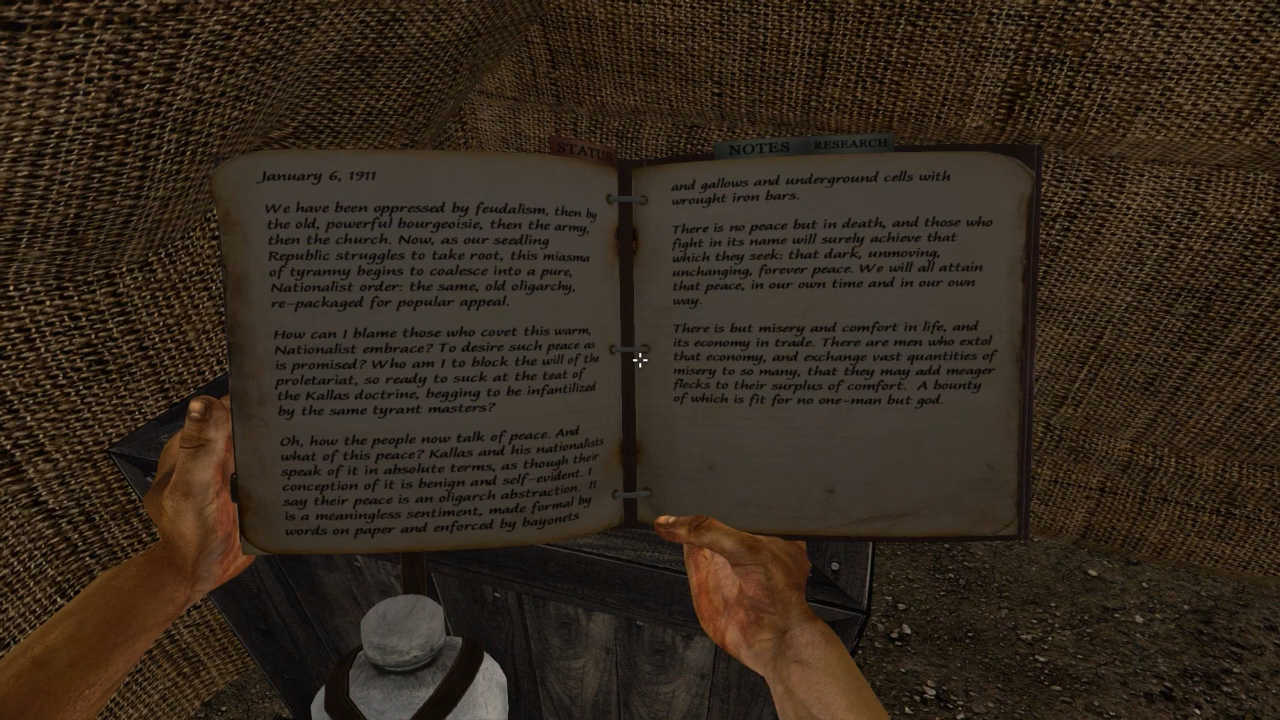 STATUS
NOTES
RESEARCH
January 6, 1911
We have been oppressed by feudalism, then by
the old, powerful bourgeoisie, then the army,
then the church. Now, as our seedling
Republic struggles to take root, this miasma
of tyranny begins to coalesce into a pure,
Nationalist order: the same, old oligarchy,
re-packaged for popular appeal.
How can I blame those who covet this warm,
Nationalist embrace? To desire such peace as
is promised? Who am I to block the will of the
proletariat, so ready to suck at the teat of
the Kallas doctrine, begging to be infantilized
by the same tyrant masters?
Oh, how the people now talk of peace. And
what of this peace? Kallas and his nationalists
speak of it in absolute terms, as though their
conception of it is benign and self-evident. I
say their peace is an oligarch abstraction. It
is a meaningless sentiment, made formal by
words on paper and enforced by bayonets
and gallows and underground cells with
wrought iron bars.
There is no peace but in death, and those who
fight in its name will surely achieve that
which they seek: that dark, unmoving,
unchanging, forever peace. We will all attain
that peace, in our own time and in our own
way.
There is but misery and comfort in life, and
its economy in trade. There are men who extol
that economy, and exchange vast quantities of
misery to so many, that they may add meager
flecks to their surplus of comfort. A bounty
of which is fit for no one-man but god.